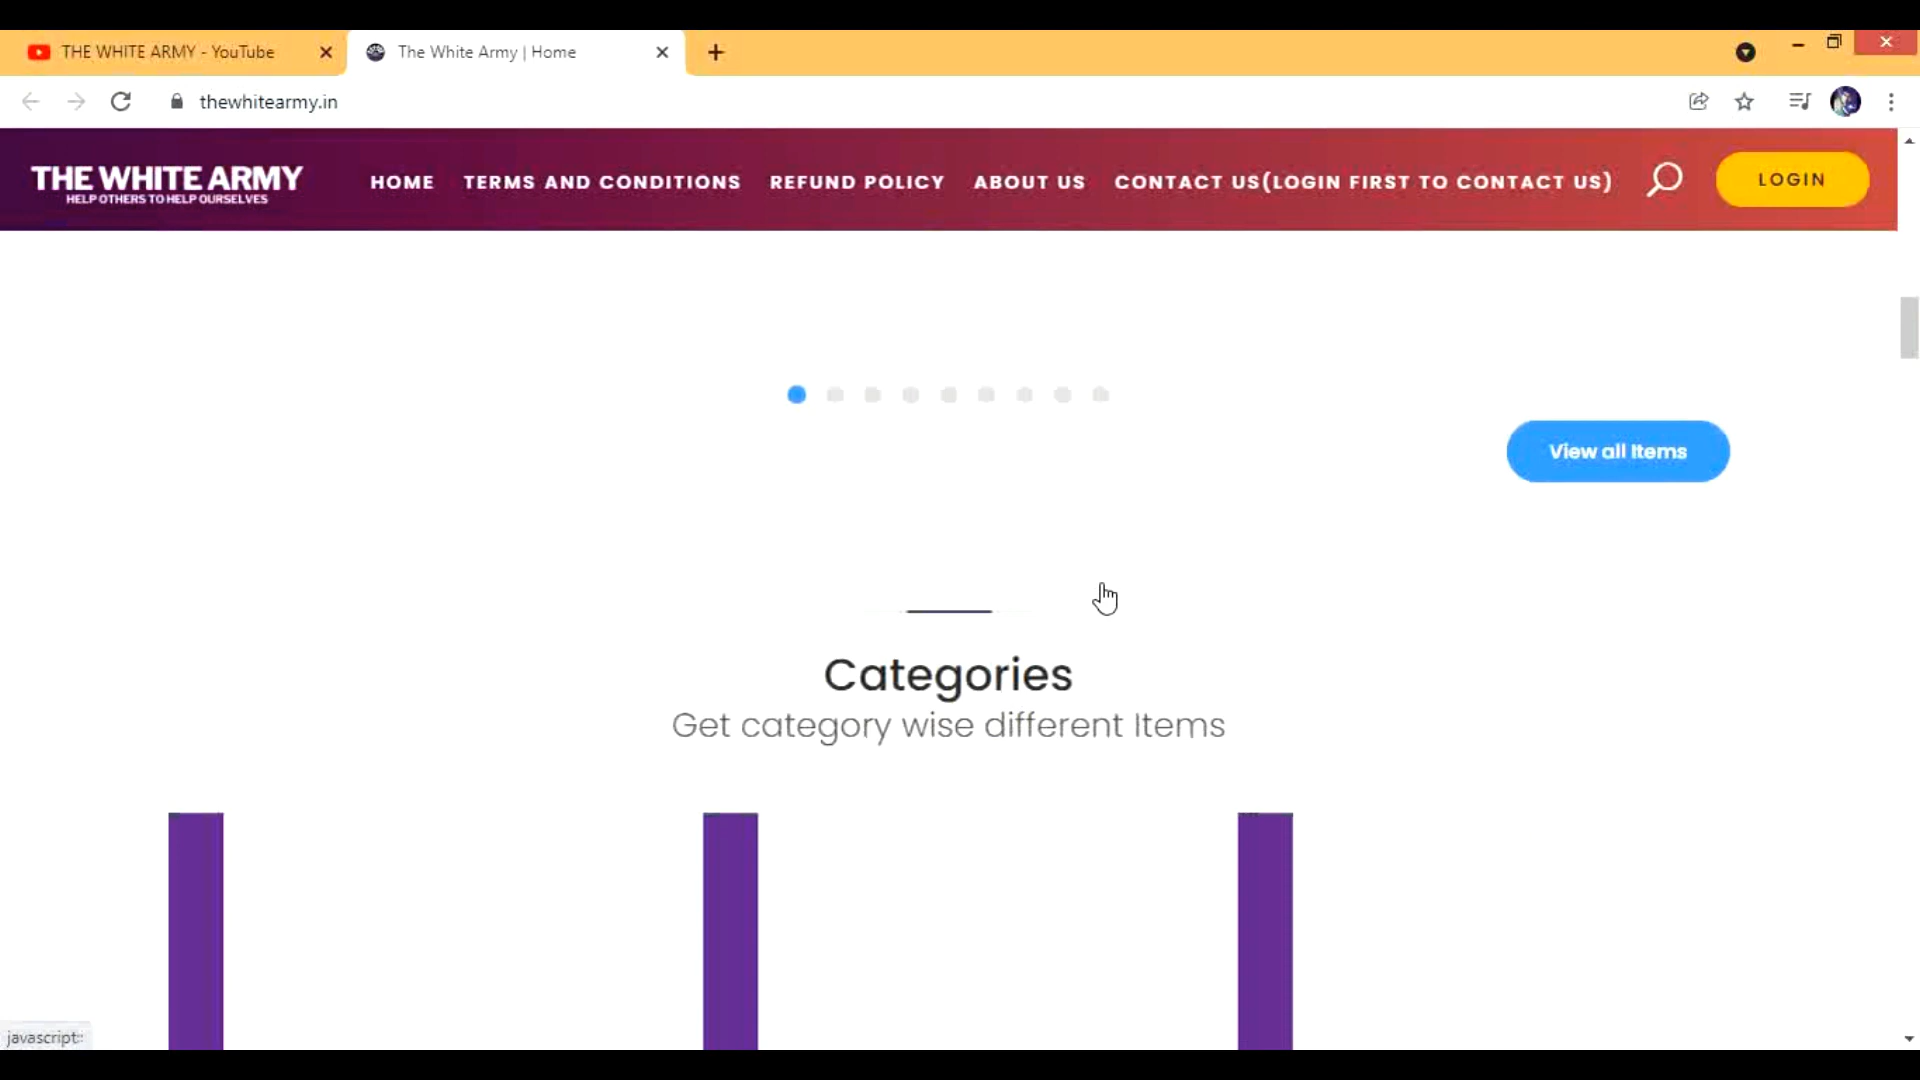 THE WHITE ARMY - YouTube
The White Army | Home
thewhitearmy.in
THE WHITE ARMY
HELP OTHERS TO HELP OURSELVES
HOME
TERMS AND CONDITIONS
REFUND POLICY
ABOUT US
CONTACT US(LOGIN FIRST TO CONTACT US)
LOGIN
View all Items
Categories
Get category wise different Items
javascript:;